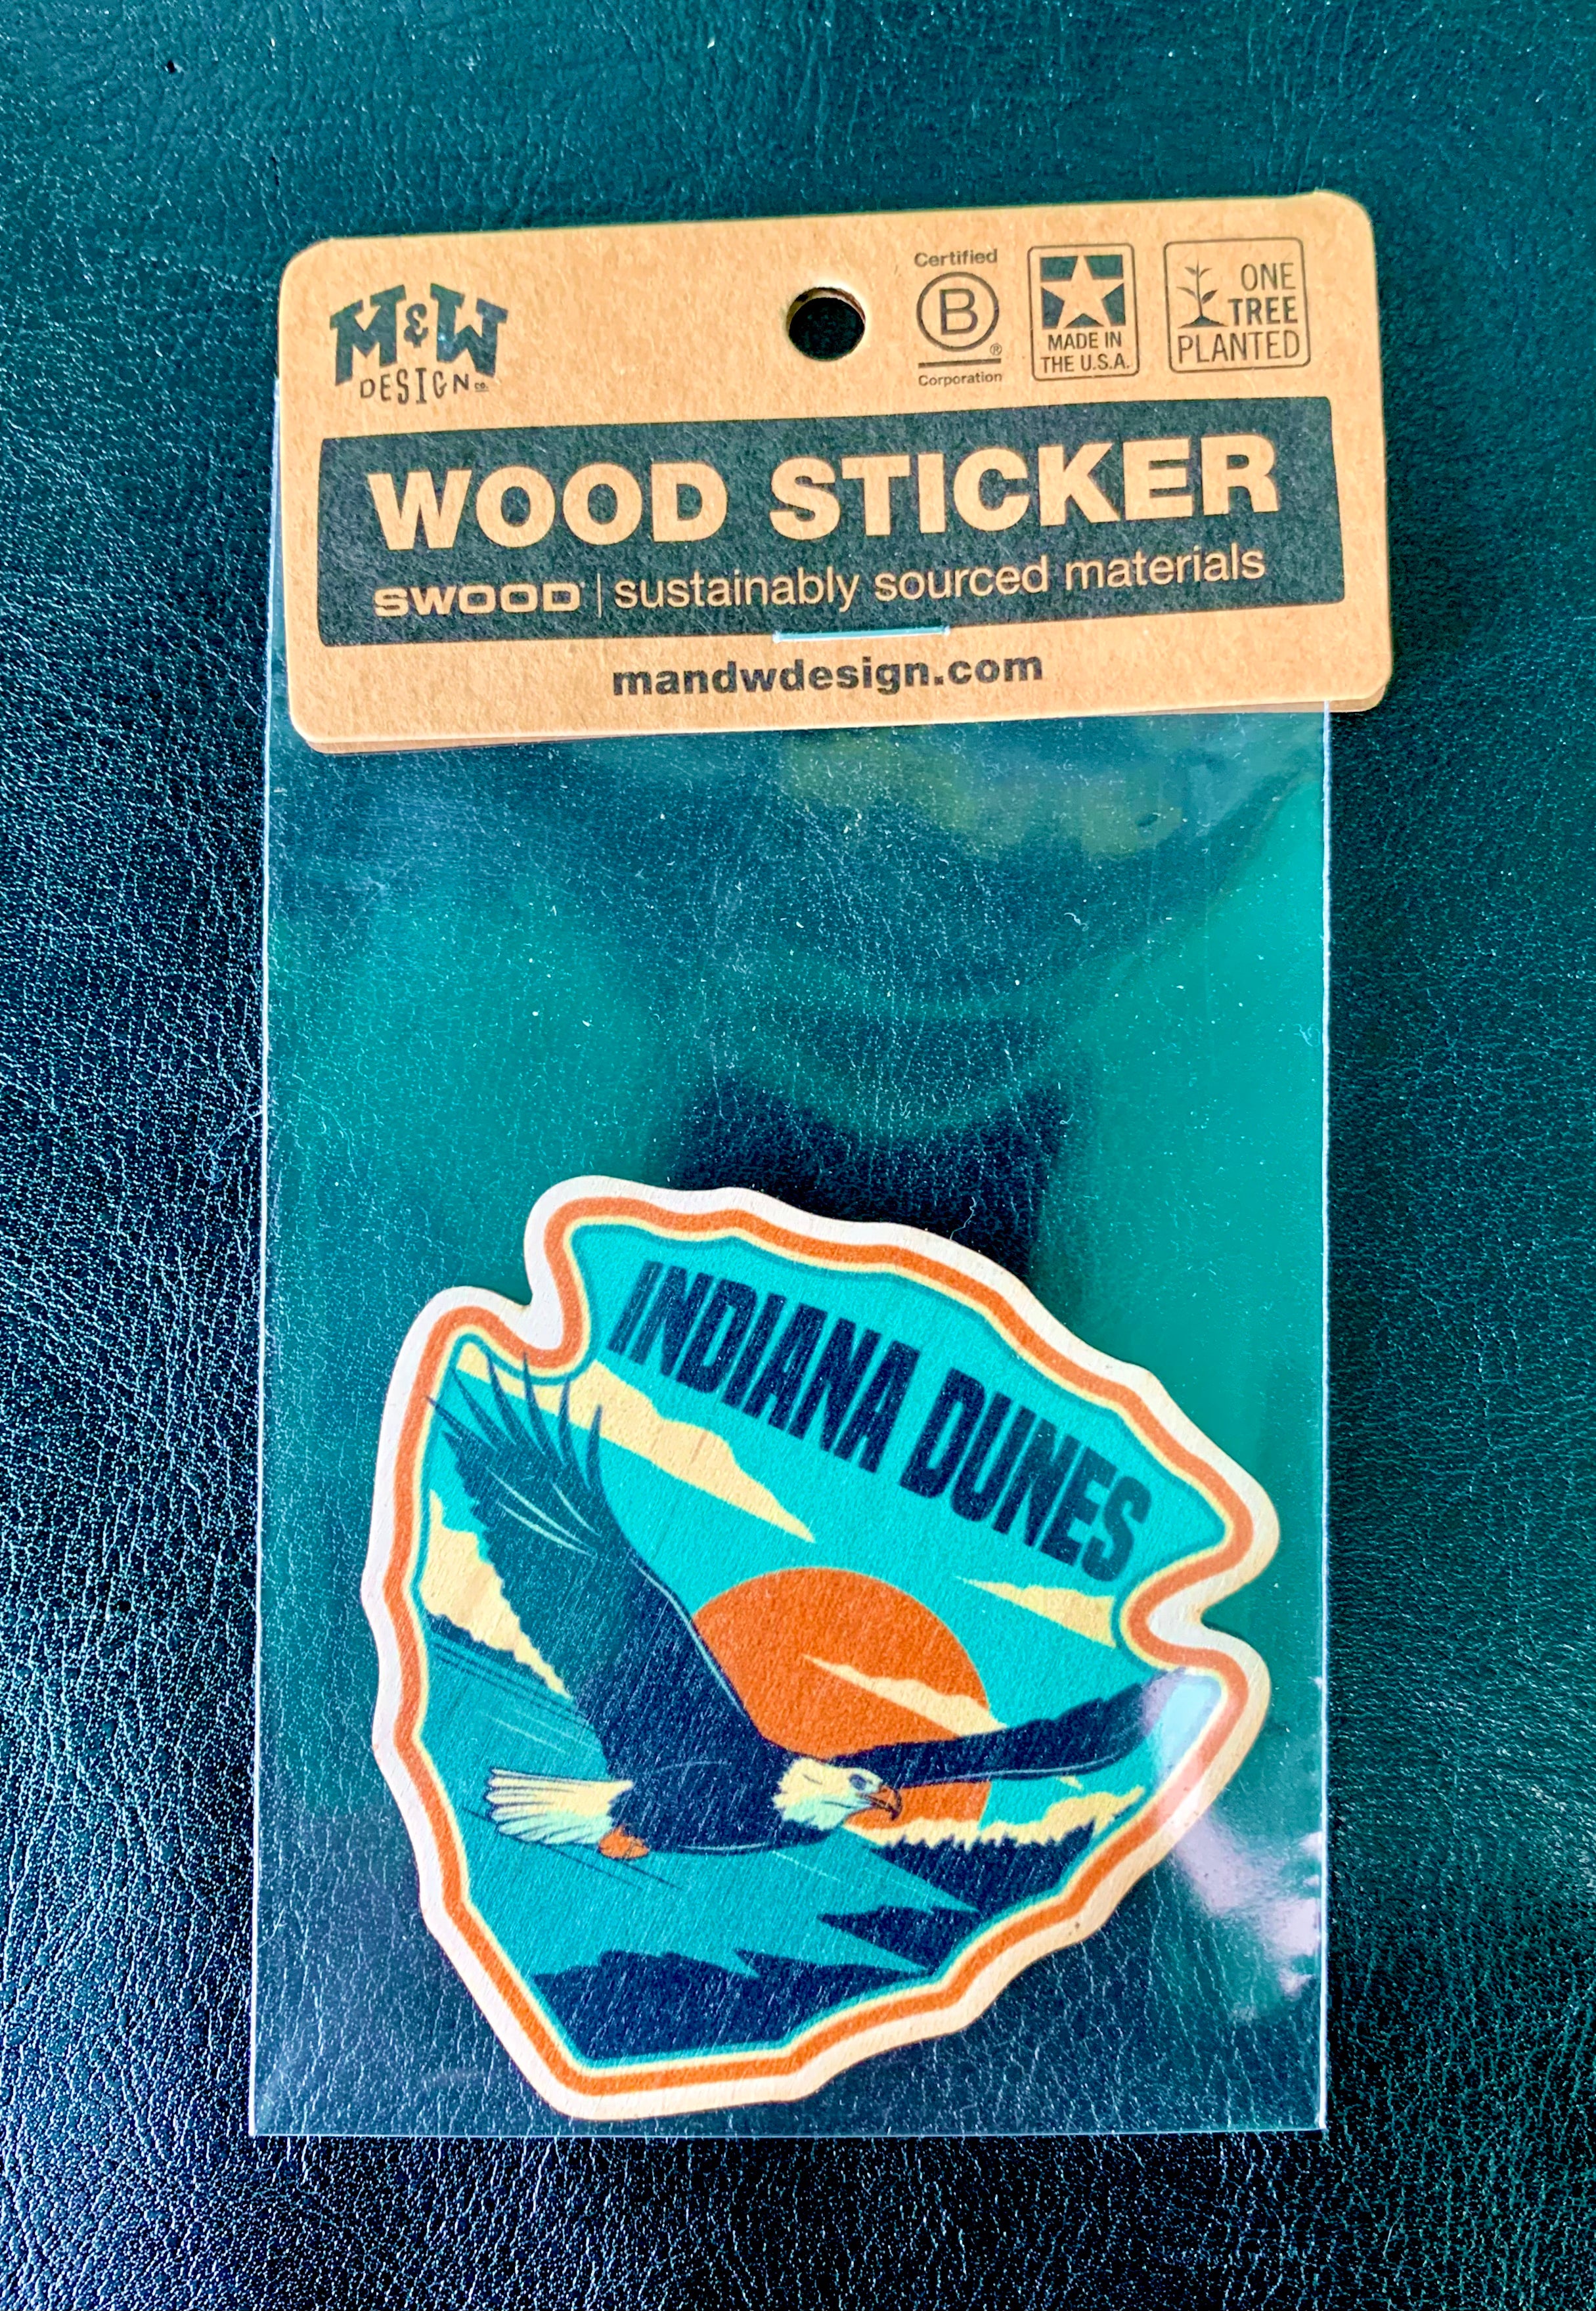 M&W
DESIGN CO.
Certified
B
®
Corporation
MADE IN
THE U.S.A.
ONE
TREE
PLANTED
WOOD STICKER
SWOOD | sustainably sourced materials
mandwdesign.com
INDIANA DUNES